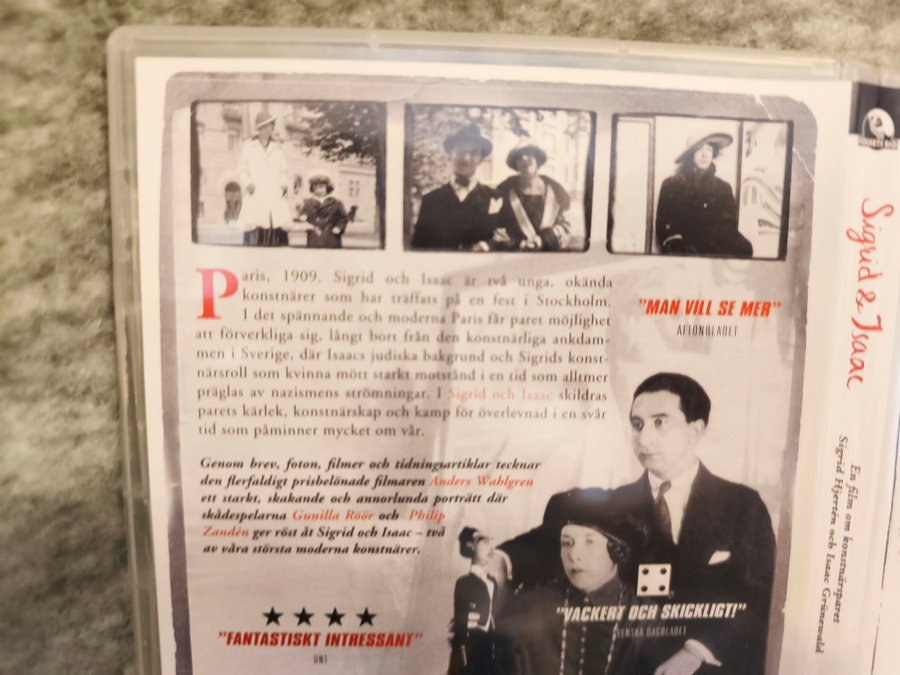 Paris, 1909. Sigrid och Isaac är två unga, okända
konstnärer som har träffats på en fest i Stockholm.
I det spännande och moderna Paris får paret möjlighet
att förverkliga sig, långt bort från den konstnärliga ankdam-
men i Sverige, där Isaacs judiska bakgrund och Sigrids konst-
närsroll som kvinna mött starkt motstånd i en tid som alltmer
präglas av nazismens strömningar. I Sigrid och Isaac skildras
parets kärlek, konstnärskap och kamp för överlevnad i en svår
tid som påminner mycket om vår.
Genom brev, foton, filmer och tidningsartiklar tecknar
den flerfaldigt prisbelönade filmaren Anders Wahlgren
ett starkt, skakande och annorlunda porträtt där
skådespelarna Gunilla Röör och Philip
Zandén ger röst åt Sigrid och Isaac – två
av våra största moderna konstnärer.
"MAN VILL SE MER"
AFTONBLADET
★ ★ ★ ★
"FANTASTISKT INTRESSANT"
UNT
"VACKERT OCH SKICKLIGT!"
SVENSKA DAGBLADET
FOLKETS BIO
Sigrid & Isaac
En film om konstnärsparet
Sigrid Hjertén och Isaac Grünewald